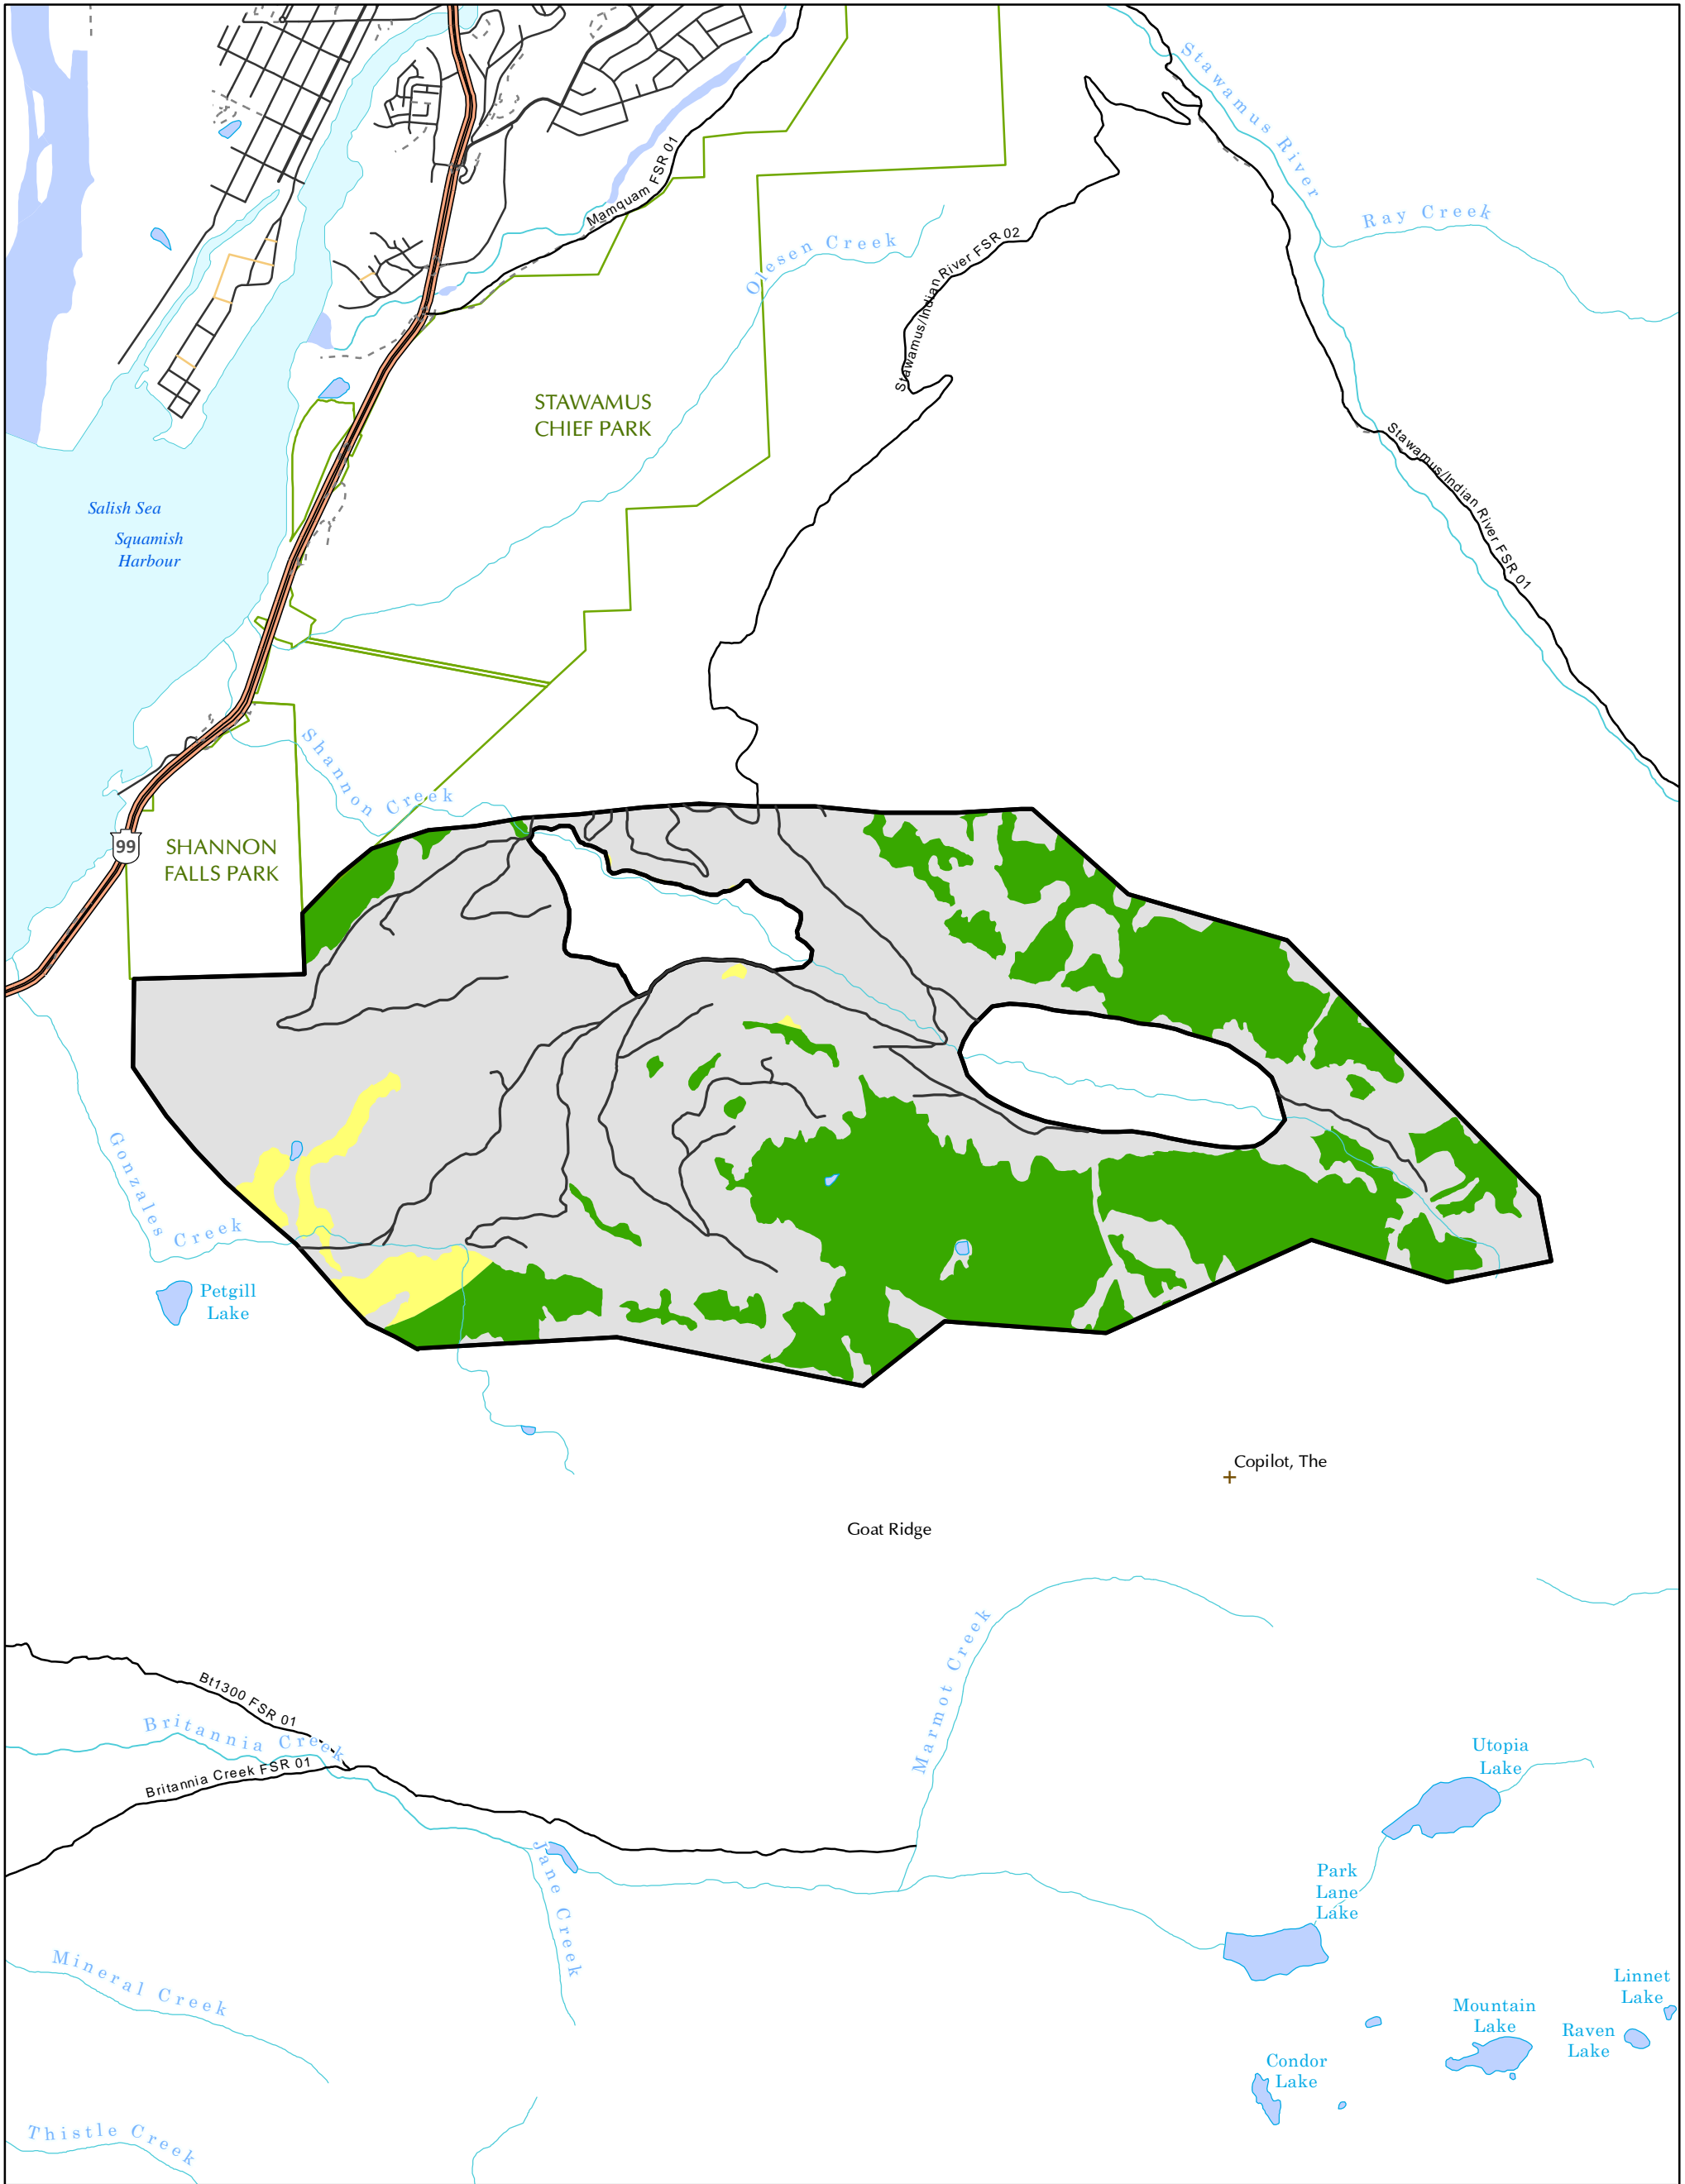 Stawamus River
Ray Creek
Mamquam FSR 01
Olesen Creek
Stawamus/Indian River FSR 02
STAWAMUS
CHIEF PARK
Stawamus/Indian River FSR 01
Salish Sea
Squamish
Harbour
Shannon Creek
99
SHANNON
FALLS PARK
Gonzales Creek
Petgill
Lake
Copilot, The
Goat Ridge
Marmot Creek
Bt1300 FSR 01
Britannia Creek
Britannia Creek FSR 01
Utopia
Lake
Jane Creek
Park
Lane
Lake
Mineral Creek
Linnet
Lake
Mountain
Lake
Raven
Lake
Condor
Lake
Thistle Creek